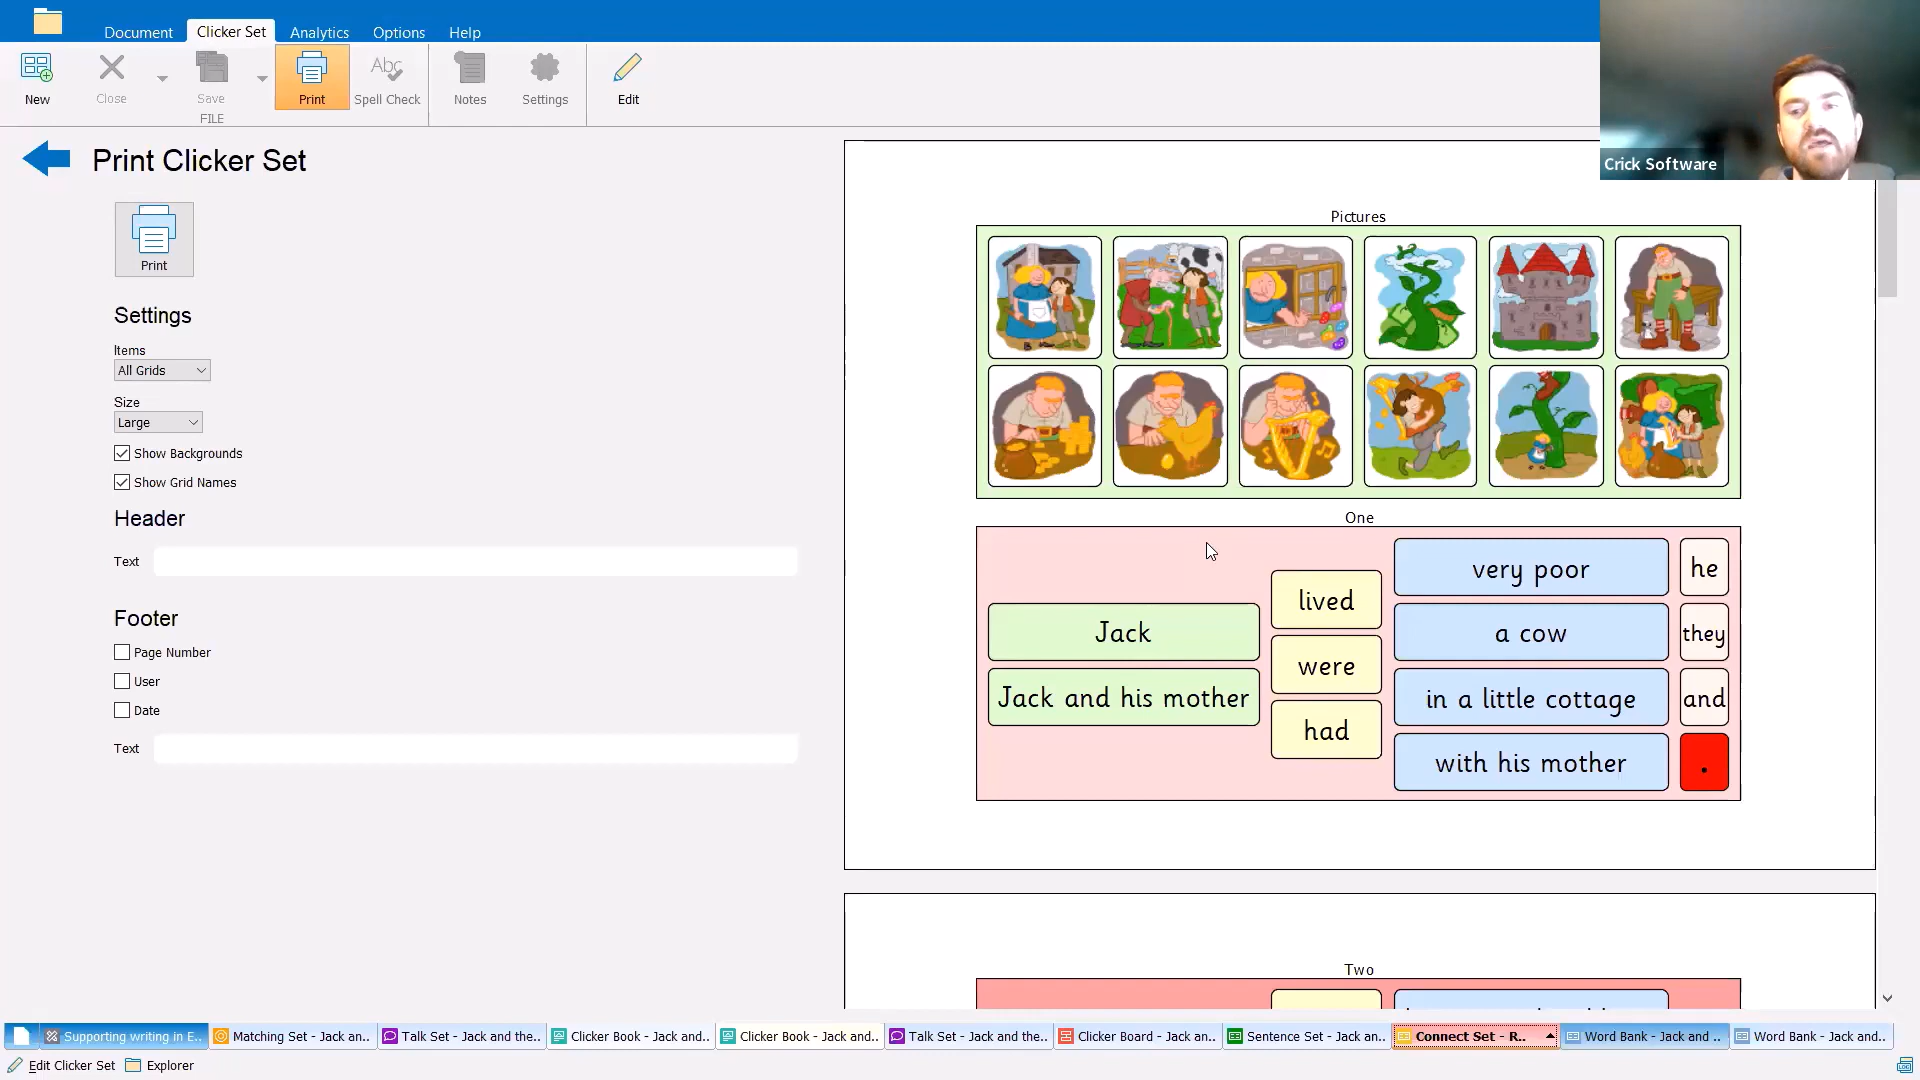 Document Clicker Set Analytics Options Help
New Close Save Print Spell Check Notes Settings Edit
Abc
FILE
Crick Software
Print Clicker Set
Print
Settings
Items
All Grids
Size
Large
Show Backgrounds
Show Grid Names
Header
Text
Footer
Page Number
User
Date
Text
Pictures
One
Jack
Jack and his mother
lived
were
had
very poor
a cow
in a little cottage
with his mother
he
they
and
.
Two
Supporting writing in E.. Matching Set - Jack an.. Talk Set - Jack and the.. Clicker Book - Jack and.. Clicker Book - Jack and.. Talk Set - Jack and the.. Clicker Board - Jack an.. Sentence Set - Jack an.. Connect Set - R.. Word Bank - Jack and .. Word Bank - Jack and..
Edit Clicker Set Explorer